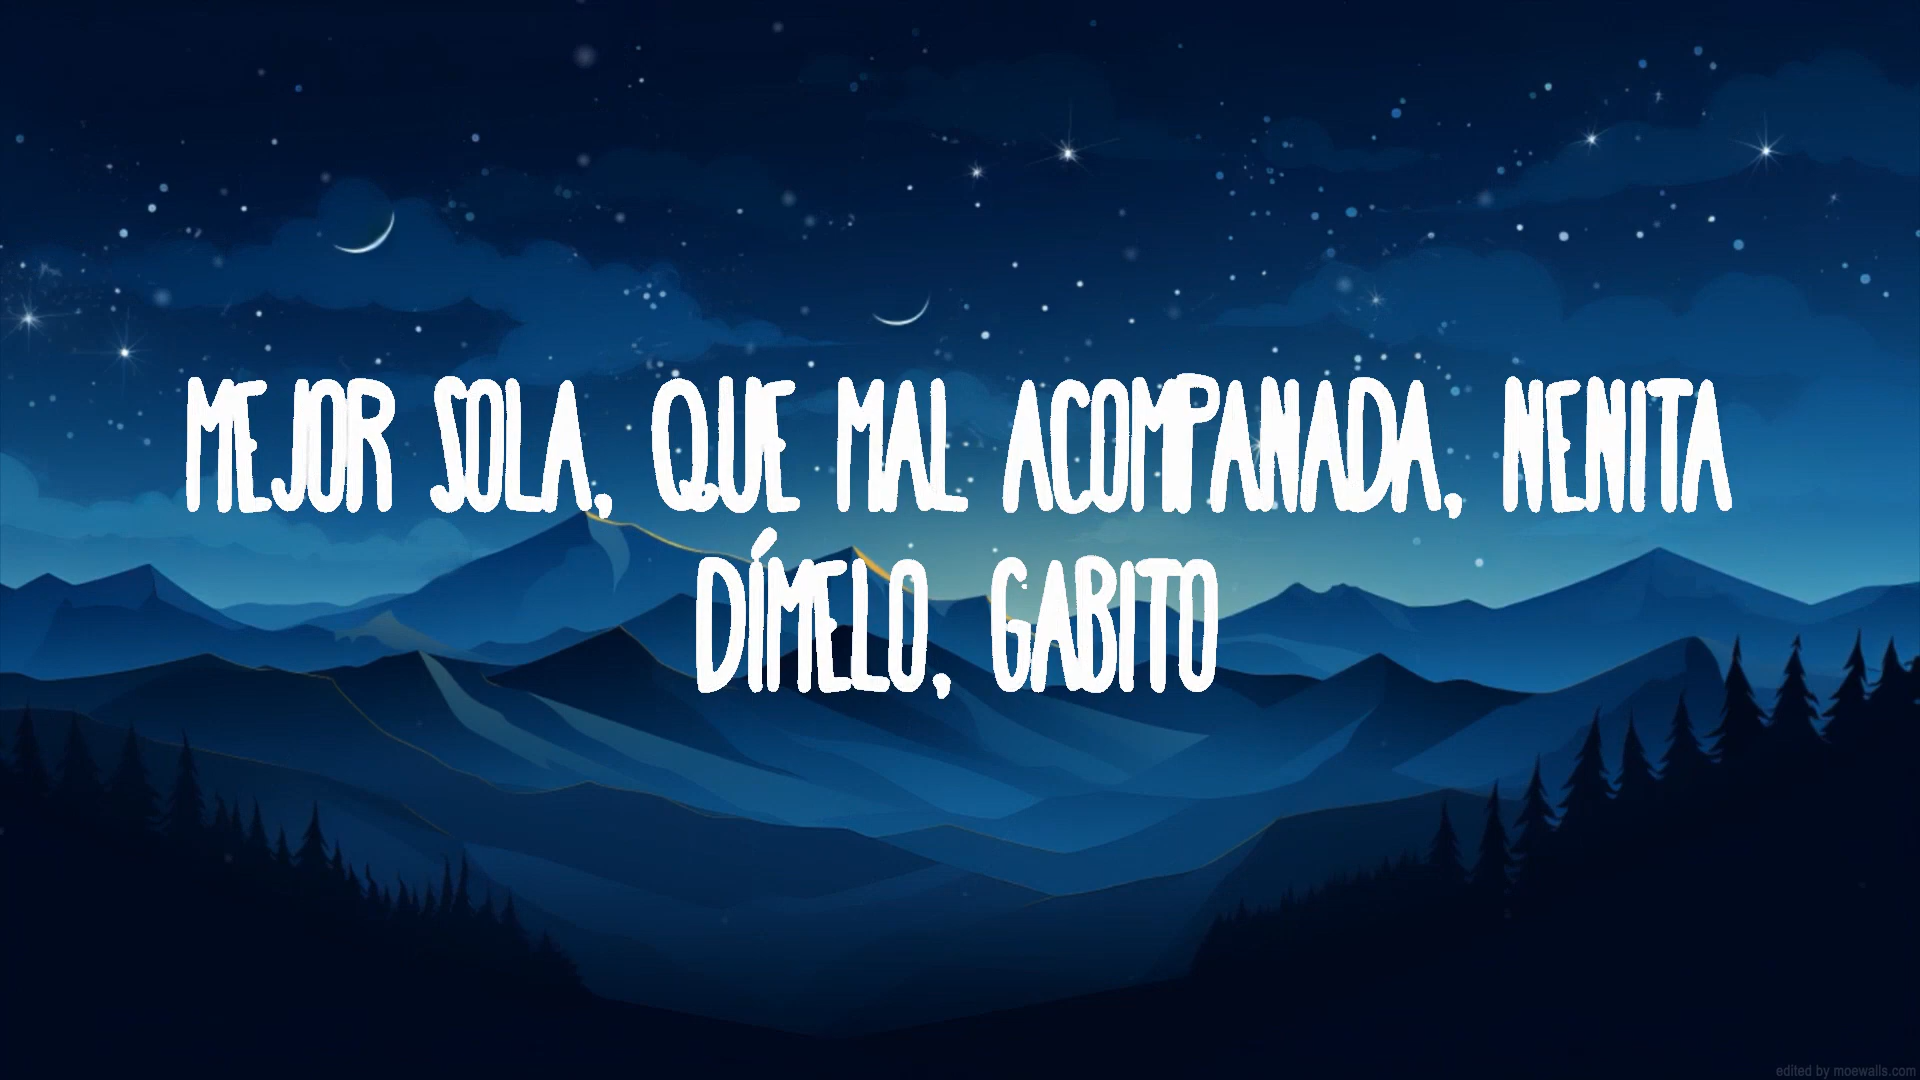 MEJOR SOLA, QUE MAL ACOMPANADA, NENITA
DÍMELO, GABITO
edited by moewalls.com